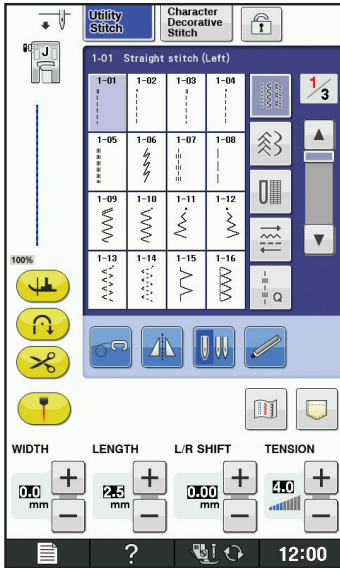 Utility
Stitch
Character
Decorative
Stitch
J
1-01 Straight stitch (Left)
1-01 1-02 1-03 1-04
1/3
1-05 1-06 1-07 1-08
1-09 1-10 1-11 1-12
1-13 1-14 1-15 1-16
100%
Q
WIDTH LENGTH L/R SHIFT TENSION
0.0 mm + − 2.5 mm + − 0.00 mm + − 4.0 + −
? 12:00